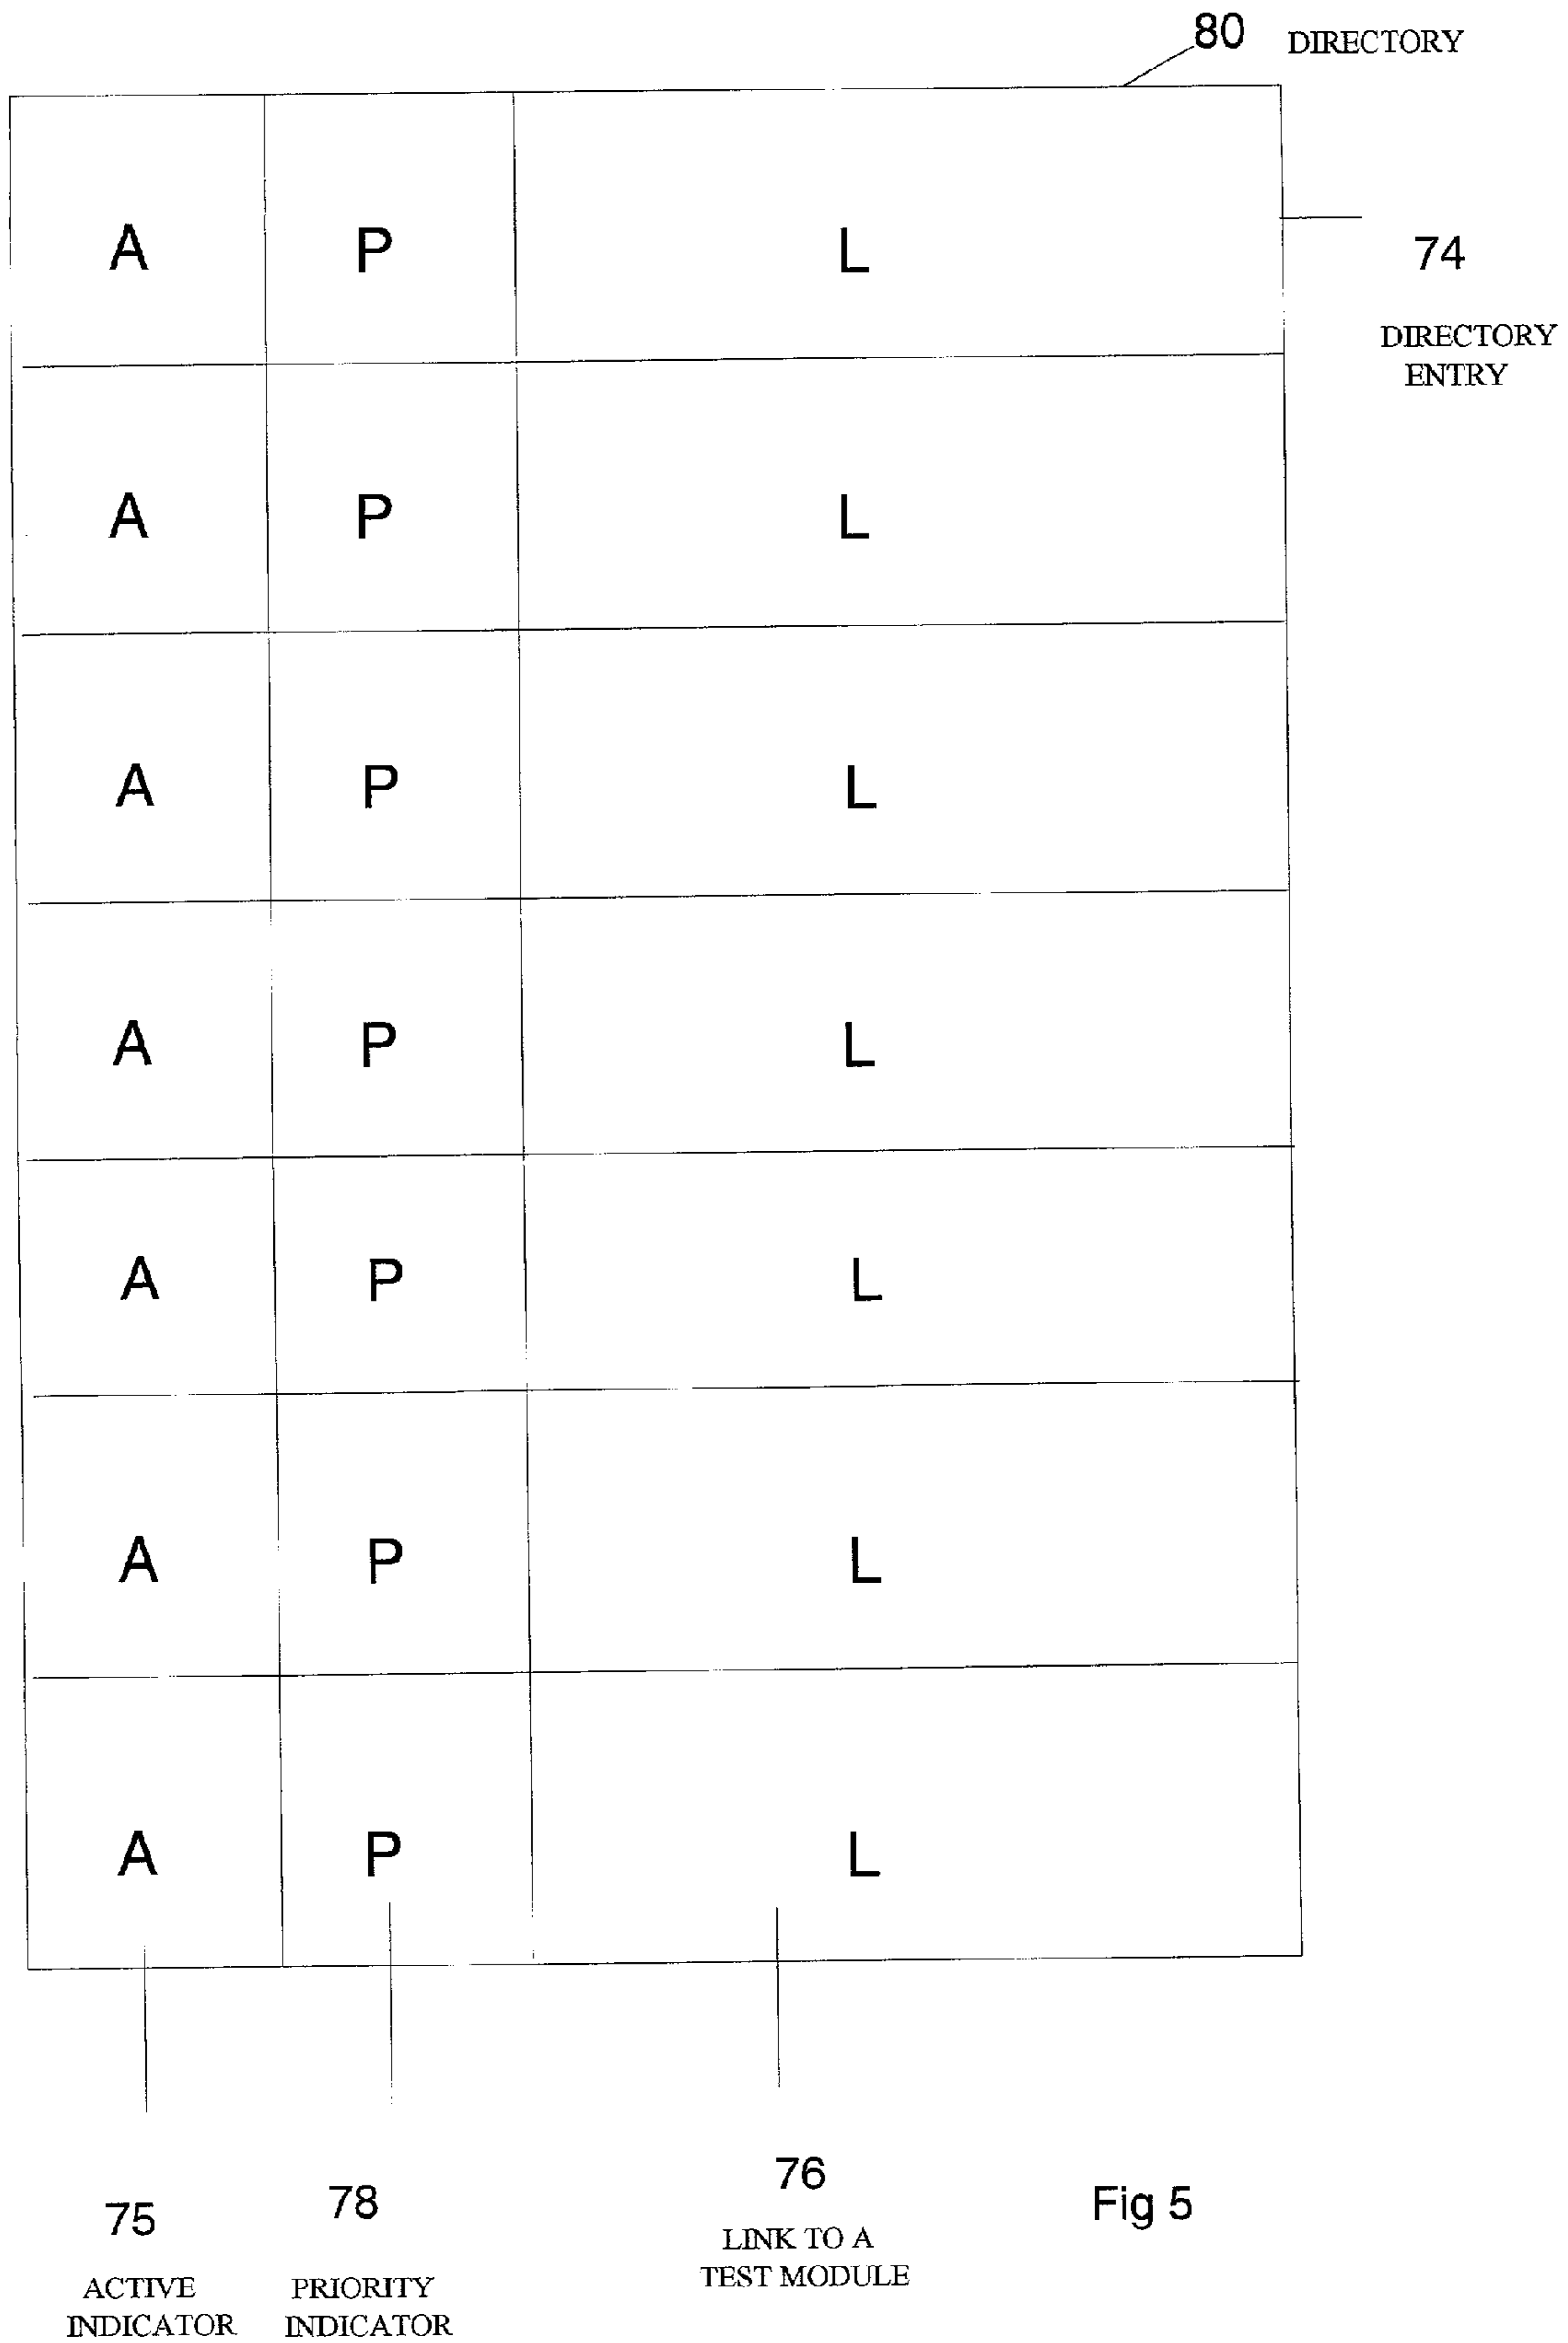 80 DIRECTORY
A P L
74
DIRECTORY
ENTRY
A P L
A P L
A P L
A P L
A P L
A P L
75
ACTIVE
INDICATOR
78
PRIORITY
INDICATOR
76
LINK TO A
TEST MODULE
Fig 5